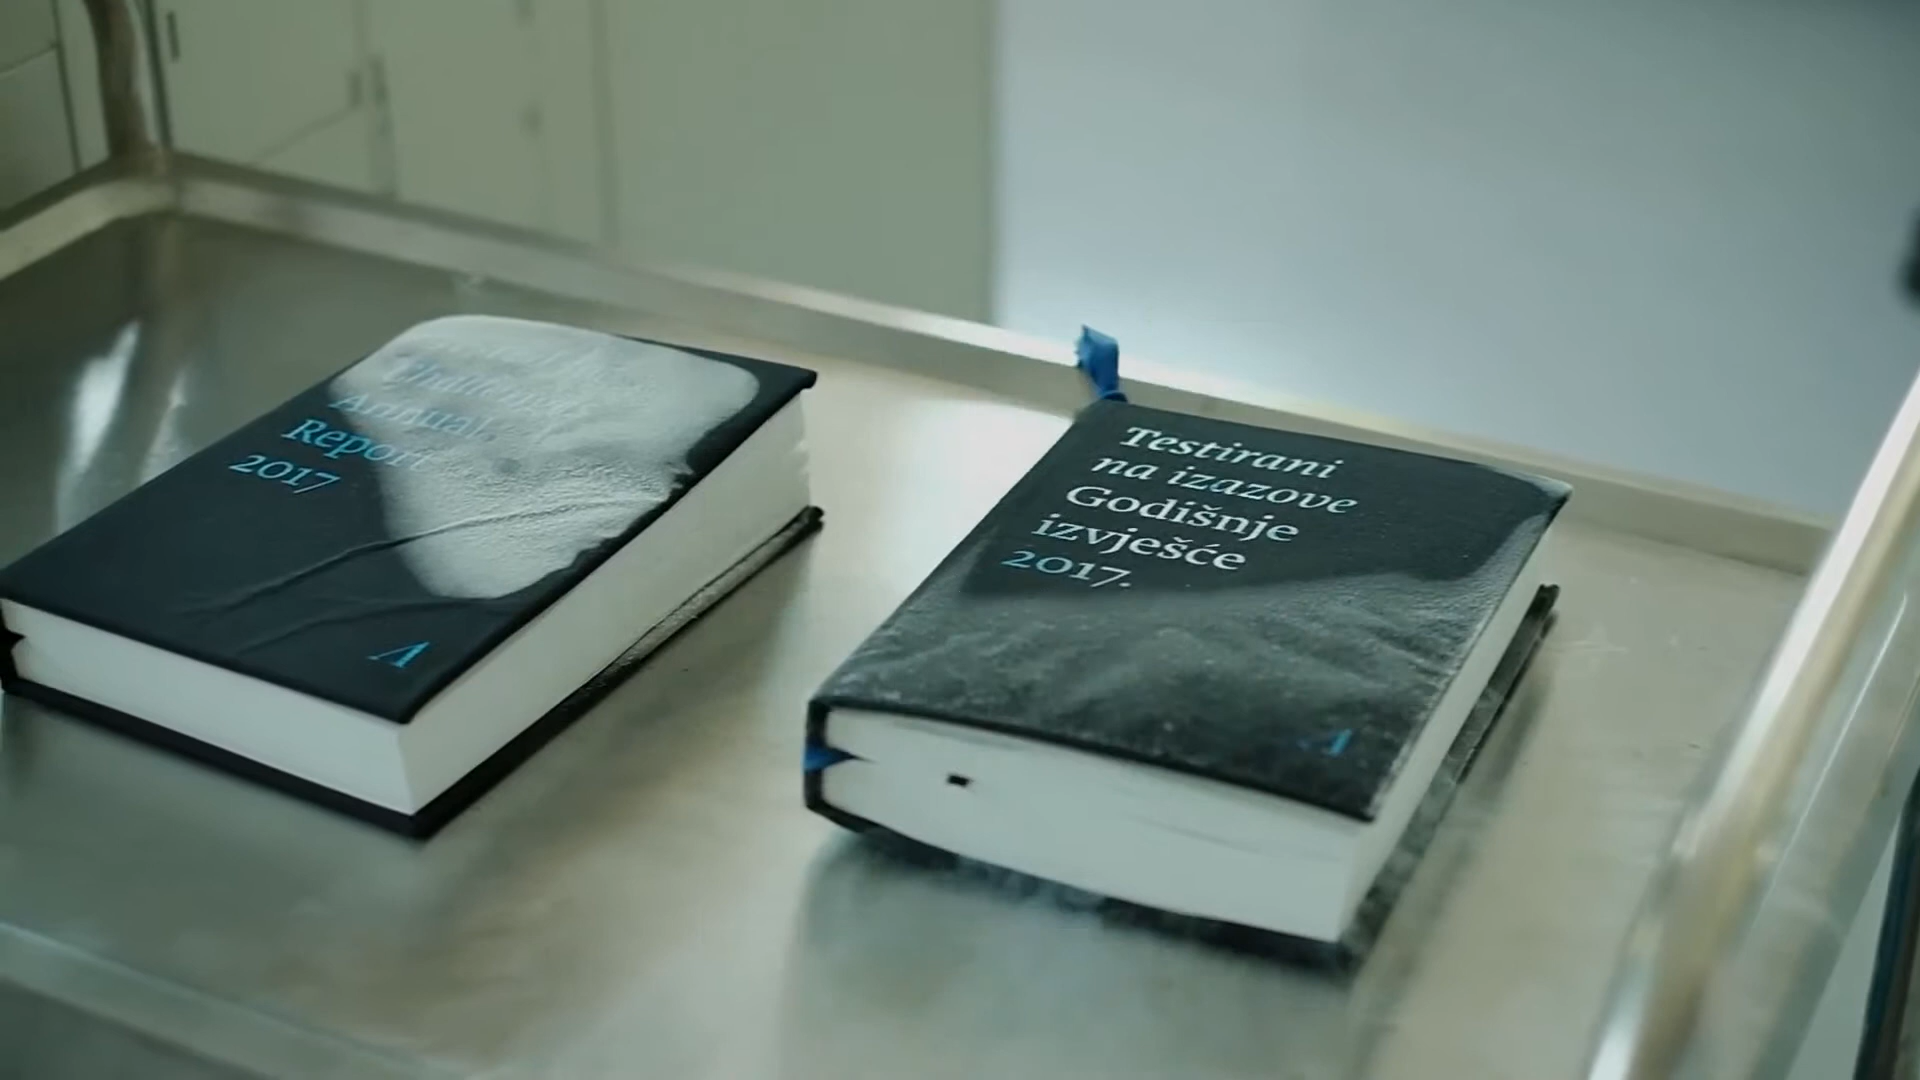 Annual
Report
2017
Testirani
na izazove
Godišnje
izvješće
2017.